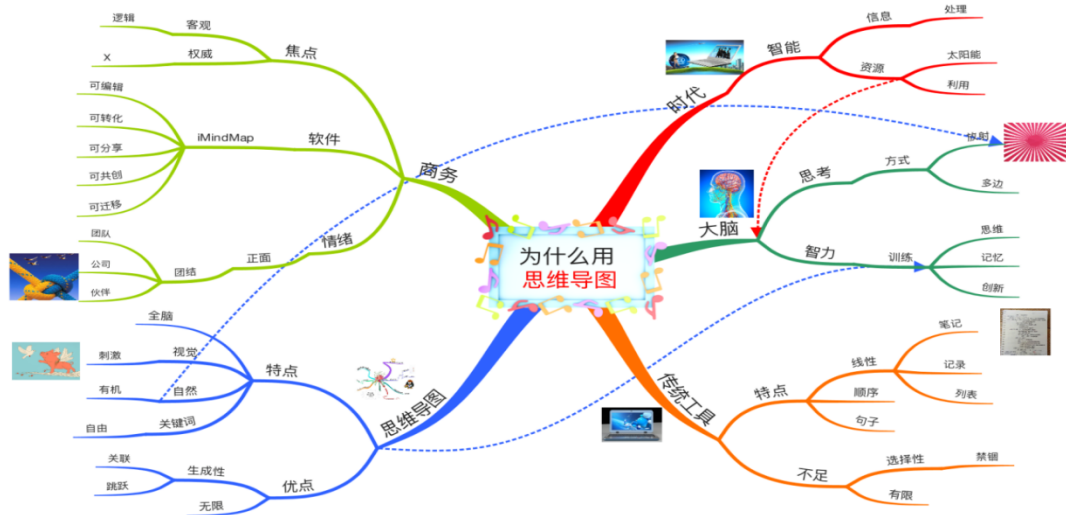 为什么用
思维导图
时代
智能
信息
处理
资源
太阳能
利用
大脑
思考
方式
多边
智力
训练
思维
记忆
创新
传统工具
特点
线性
笔记
记录
列表
顺序
句子
不足
选择性
禁锢
有限
思维导图
特点
全脑
视觉
刺激
自然
有机
关键词
自由
优点
生成性
关联
跳跃
无限
商务
焦点
客观
逻辑
权威
X
软件
iMindMap
可编辑
可转化
可分享
可共创
可迁移
情绪
正面
团结
团队
公司
伙伴